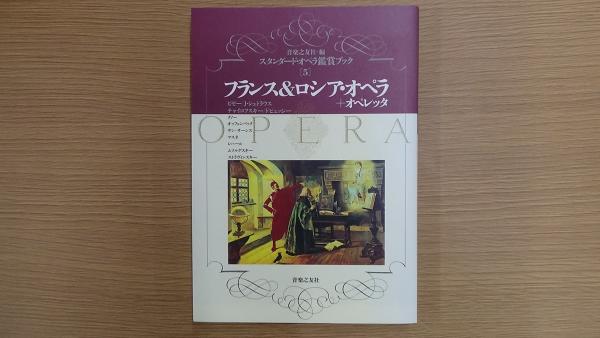 音楽之友社・編
スタンダード・オペラ鑑賞ブック
[5]
フランス&ロシア・オペラ
+オペレッタ
ビゼー/J・シュトラウス
チャイコフスキー/ドビュッシー
グノー
オッフェンバック
サン=サーンス
マスネ
レハール
ムソルグスキー
ストラヴィンスキー
OPERA
音楽之友社